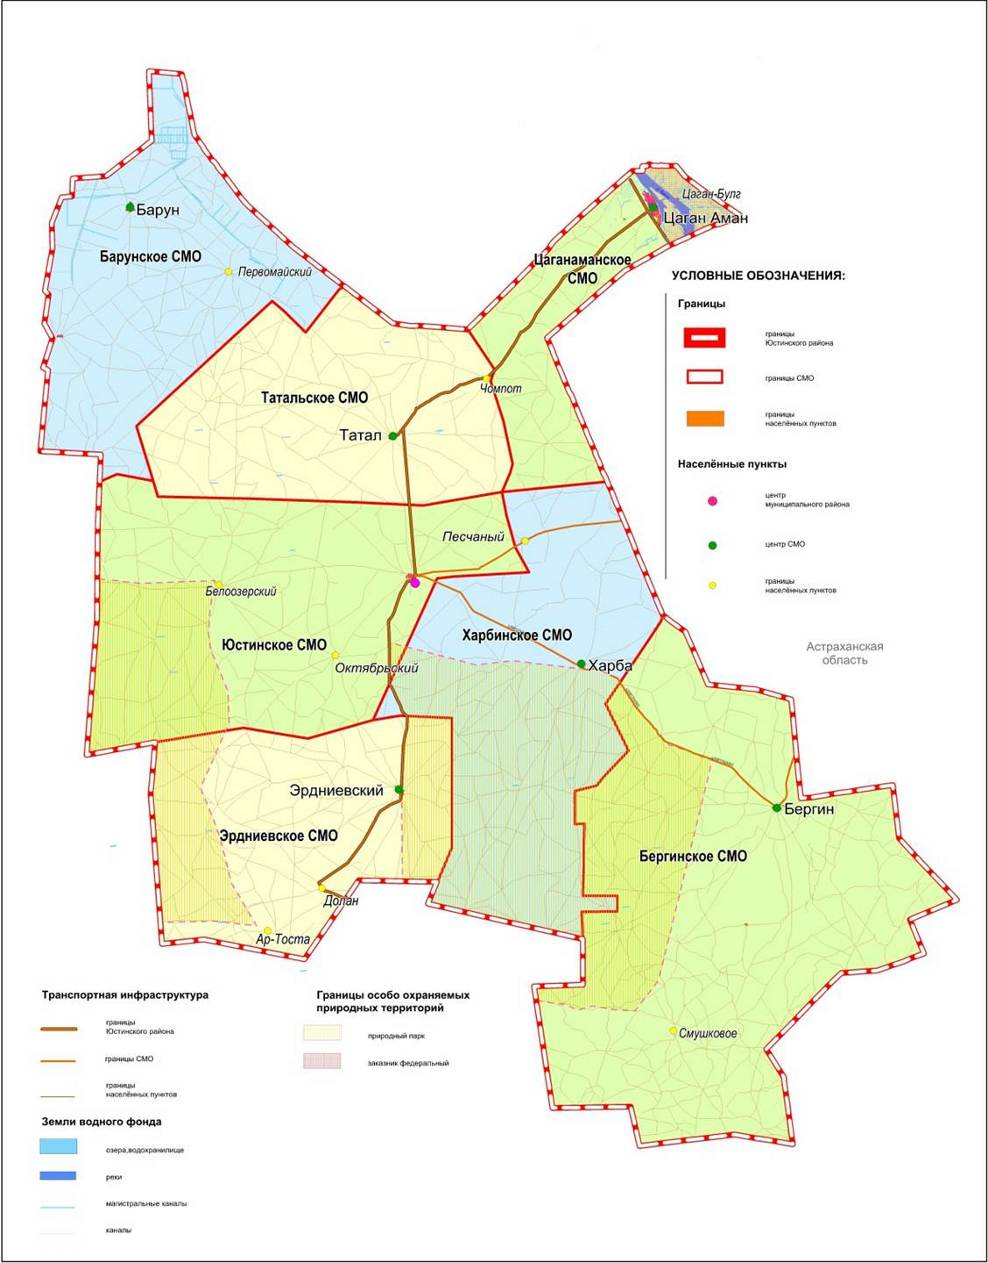 Цаган-Булг
Барун
Цаган Аман
Барунское СМО
Цаганаманское
СМО
Первомайский
УСЛОВНЫЕ ОБОЗНАЧЕНИЯ:
Границы
границы
Юстинского района
границы СМО
границы
населённых пунктов
Татальское СМО
Чомпот
Татал
Населённые пункты
центр
муниципального района
центр СМО
границы
населённых пунктов
Песчаный
Белоозерский
Юстинское СМО
Харбинское СМО
Октябрьский
Харба
Астраханская
область
Эрдниевский
Бергин
Эрдниевское СМО
Бергинское СМО
Долан
Ар-Тоста
Смушковое
Транспортная инфраструктура
границы
Юстинского района
границы СМО
границы
населённых пунктов
Земли водного фонда
озера,водохранилище
реки
магистральные каналы
каналы
Границы особо охраняемых
природных территорий
природный парк
заказник федеральный